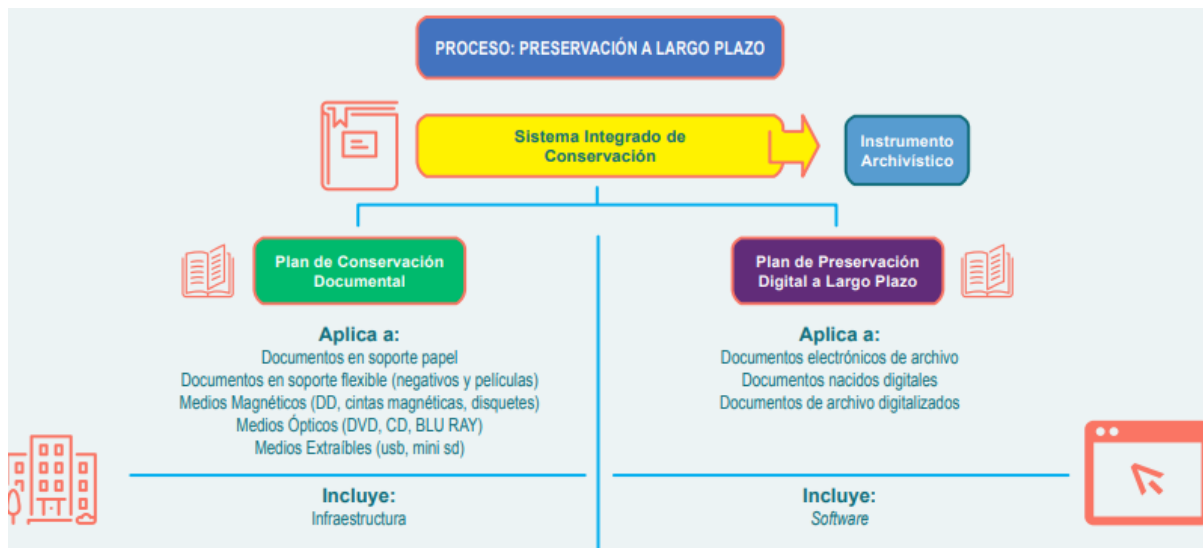 PROCESO: PRESERVACIÓN A LARGO PLAZO
Sistema Integrado de
Conservación
Instrumento
Archivístico
Plan de Conservación
Documental
Aplica a:
Documentos en soporte papel
Documentos en soporte flexible (negativos y películas)
Medios Magnéticos (DD, cintas magnéticas, disquetes)
Medios Ópticos (DVD, CD, BLU RAY)
Medios Extraíbles (usb, mini sd)
Incluye:
Infraestructura
Plan de Preservación
Digital a Largo Plazo
Aplica a:
Documentos electrónicos de archivo
Documentos nacidos digitales
Documentos de archivo digitalizados
Incluye:
Software